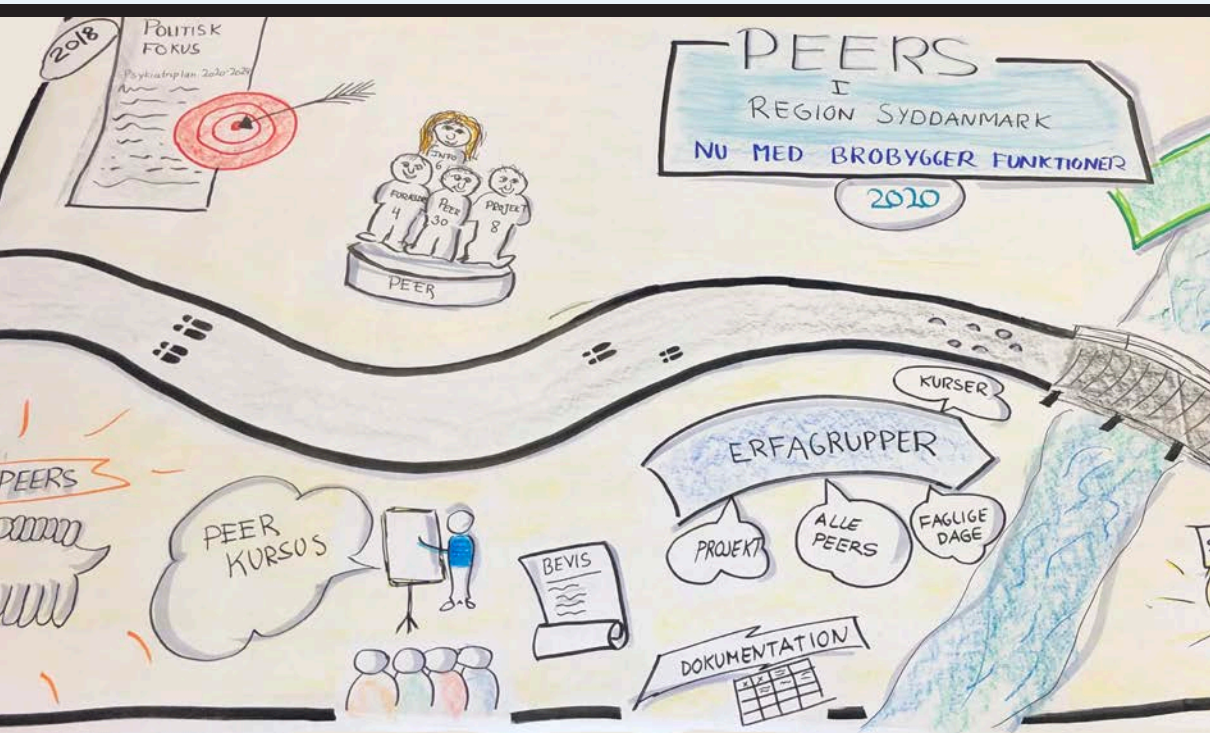 2018
POLITISK
FOKUS
Psykiatriplan 2020-2025
INFO
6
FORÆLDRE
4
PEER
30
PROJEKT
8
PEER
PEERS
I
REGION SYDDANMARK
NU MED BROBYGGER FUNKTIONER
2020
KURSER
ERFAGRUPPER
PROJEKT
ALLE
PEERS
FAGLIGE
DAGE
PEERS
PEER
KURSUS
BEVIS
DOKUMENTATION